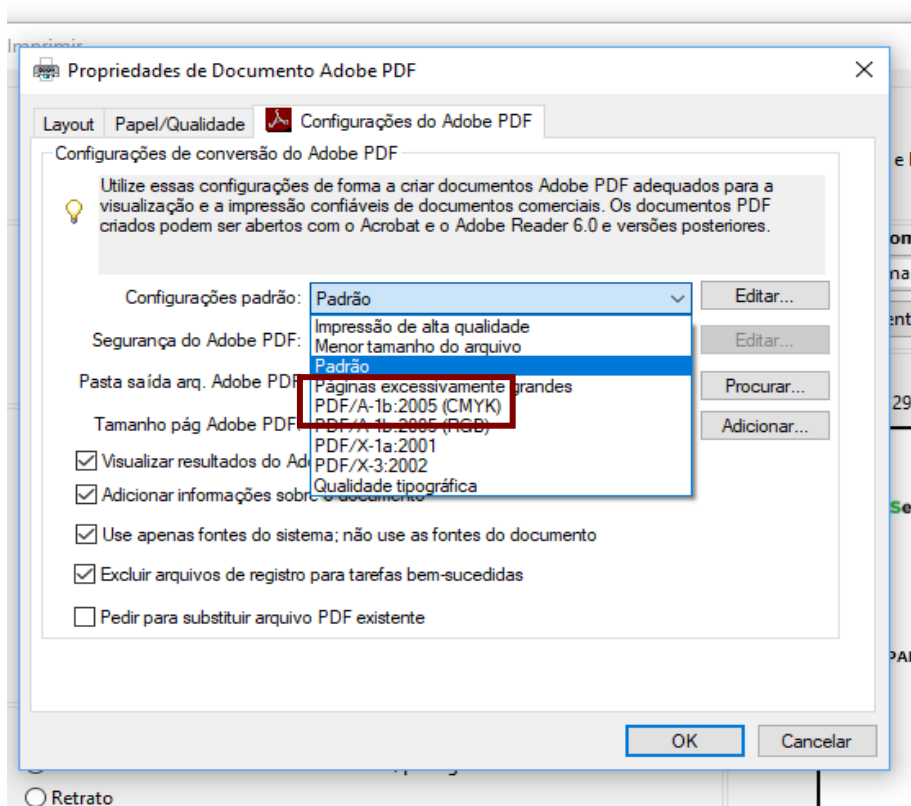 Imprimir
Propriedades de Documento Adobe PDF
Layout Papel/Qualidade Configurações do Adobe PDF
Configurações de conversão do Adobe PDF
Utilize essas configurações de forma a criar documentos Adobe PDF adequados para a
visualização e a impressão confiáveis de documentos comerciais. Os documentos PDF
criados podem ser abertos com o Acrobat e o Adobe Reader 6.0 e versões posteriores.
Configurações padrão: Padrão Editar...
Impressão de alta qualidade
Segurança do Adobe PDF: Menor tamanho do arquivo Editar...
Padrão
Pasta saída arq. Adobe PDF Páginas excessivamente grandes Procurar...
PDF/A-1b:2005 (CMYK)
29
Tamanho pág Adobe PDF: PDF/A-1b:2005 (RGB) Adicionar...
PDF/X-1a:2001
Visualizar resultados do PDF/X-3:2002
Qualidade tipográfica
Adicionar informações documento
Use apenas fontes do sistema; não use as fontes do documento
Excluir arquivos de registro para tarefas bem-sucedidas
Pedir para substituir arquivo PDF existente
OK Cancelar
Retrato